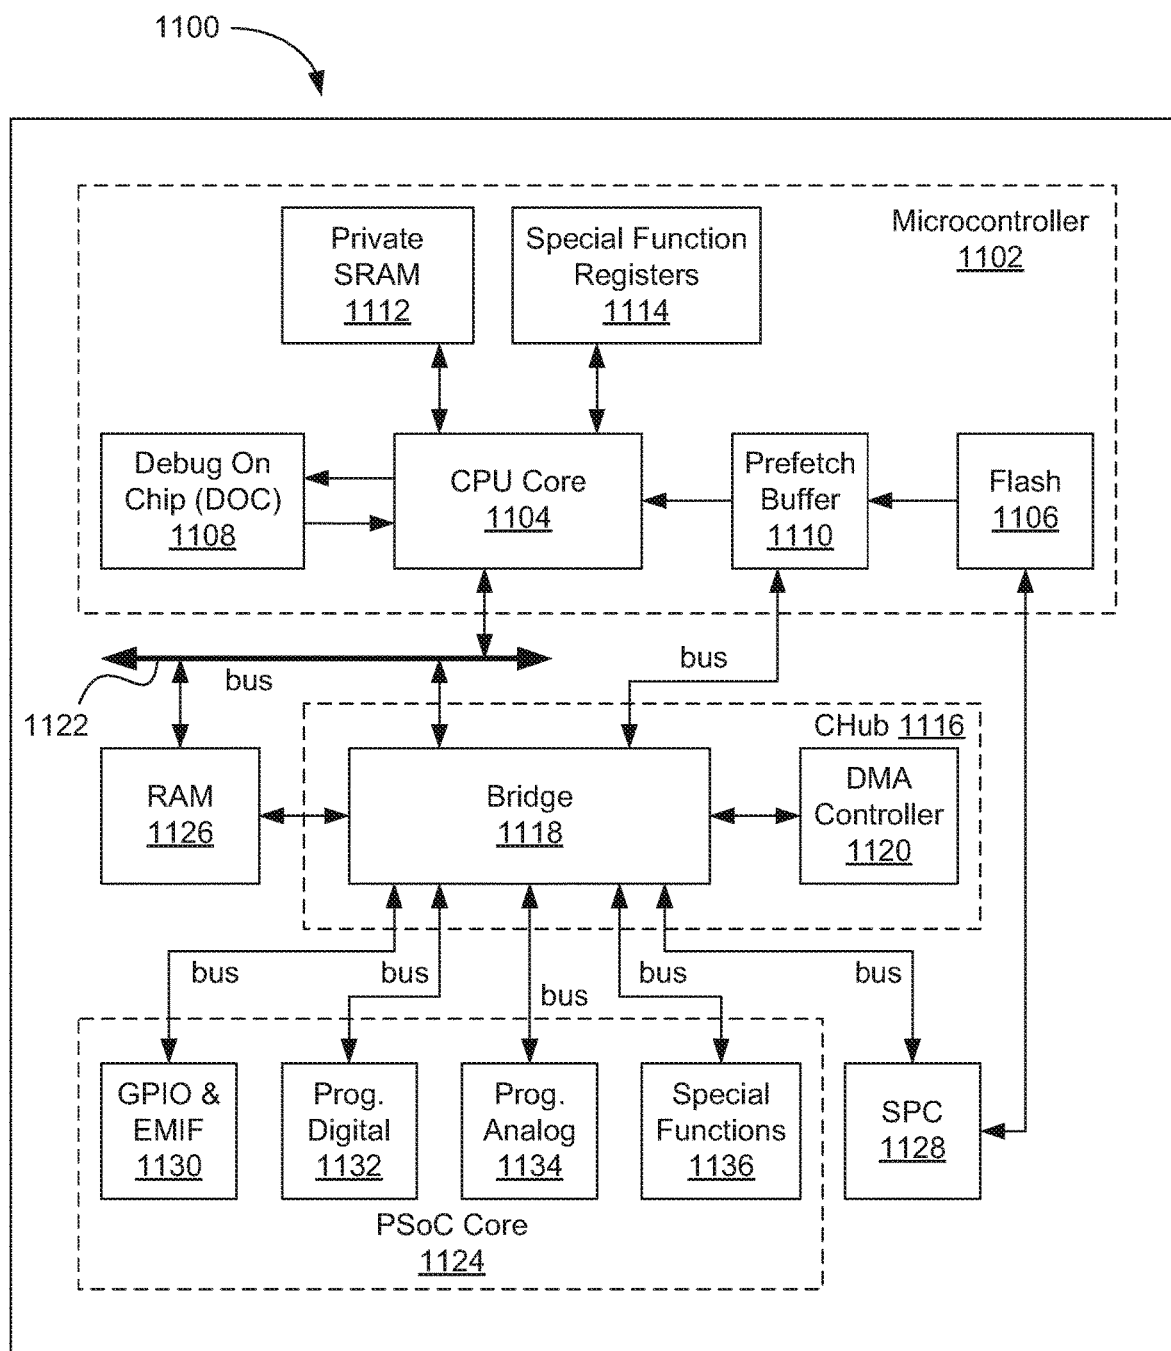 1100
Microcontroller
1102
Private
SRAM
1112
Special Function
Registers
1114
Debug On
Chip (DOC)
1108
CPU Core
1104
Prefetch
Buffer
1110
Flash
1106
bus
bus
1122
CHub 1116
RAM
1126
Bridge
1118
DMA
Controller
1120
bus
bus
bus
bus
bus
GPIO &
EMIF
1130
Prog.
Digital
1132
Prog.
Analog
1134
Special
Functions
1136
SPC
1128
PSoC Core
1124